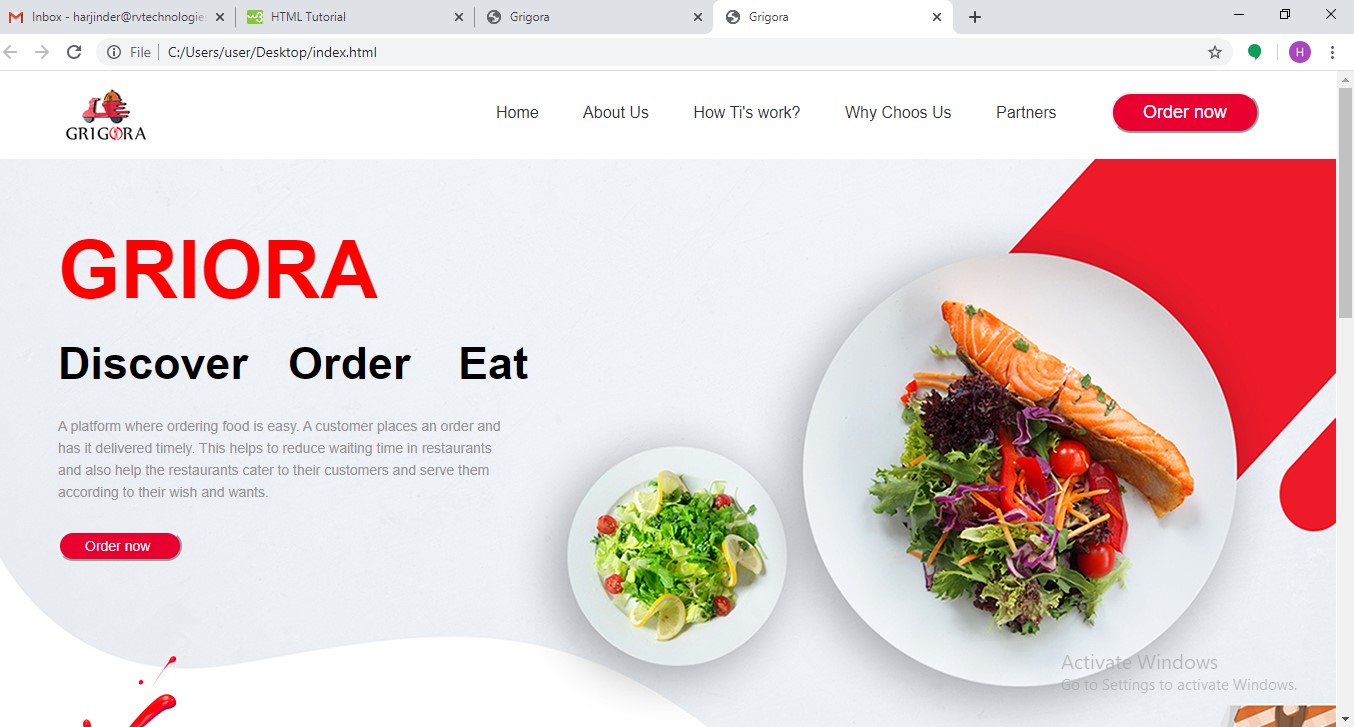 Inbox - harjinder@rvtechnologies
HTML Tutorial
Grigora
Grigora
File
C:/Users/user/Desktop/index.html
H
GRIGORA
Home
About Us
How Ti's work?
Why Choos Us
Partners
Order now
GRIORA
Discover Order Eat
A platform where ordering food is easy. A customer places an order and
has it delivered timely. This helps to reduce waiting time in restaurants
and also help the restaurants cater to their customers and serve them
according to their wish and wants.
Order now
Activate Windows
Go to Settings to activate Windows.